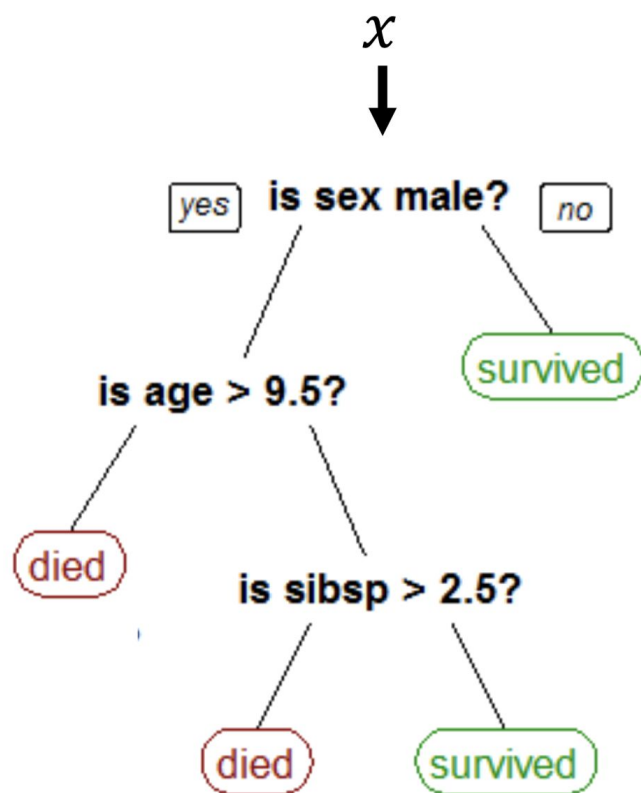 x
yes is sex male? no
survived
is age > 9.5?
died
is sibsp > 2.5?
died survived